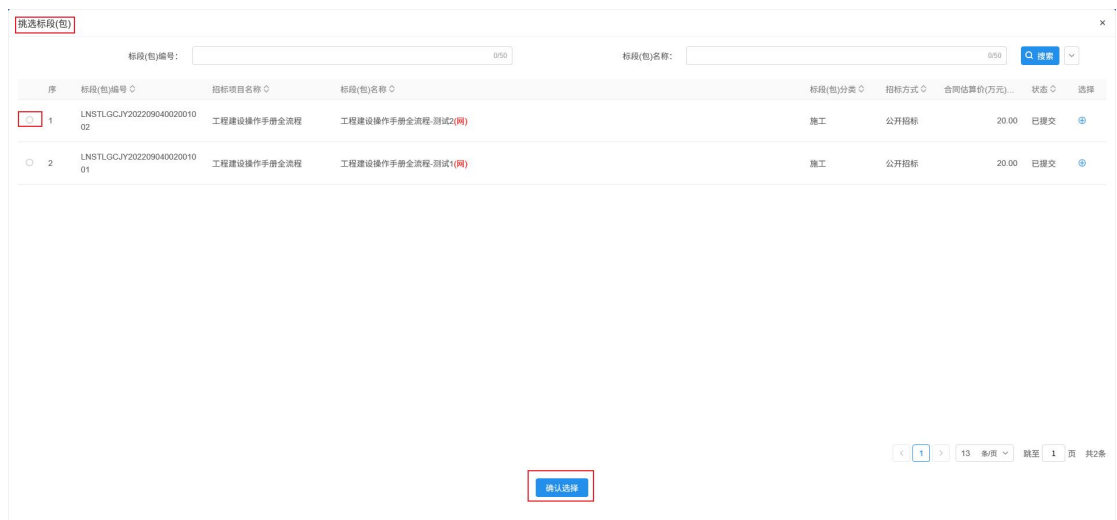 挑选标段(包)
×
标段(包)编号： 0/50 标段(包)名称： 0/50 搜索
序 标段(包)编号 招标项目名称 标段(包)名称 标段(包)分类 招标方式 合同估算价(万元)... 状态 选择
1 LNSTLGCJY202209040020010 工程建设操作手册全流程 工程建设操作手册全流程-测试2(网) 施工 公开招标 20.00 已提交
02
2 LNSTLGCJY202209040020010 工程建设操作手册全流程 工程建设操作手册全流程-测试1(网) 施工 公开招标 20.00 已提交
01
< 1 > 13 条/页 跳至 1 页 共2条
确认选择